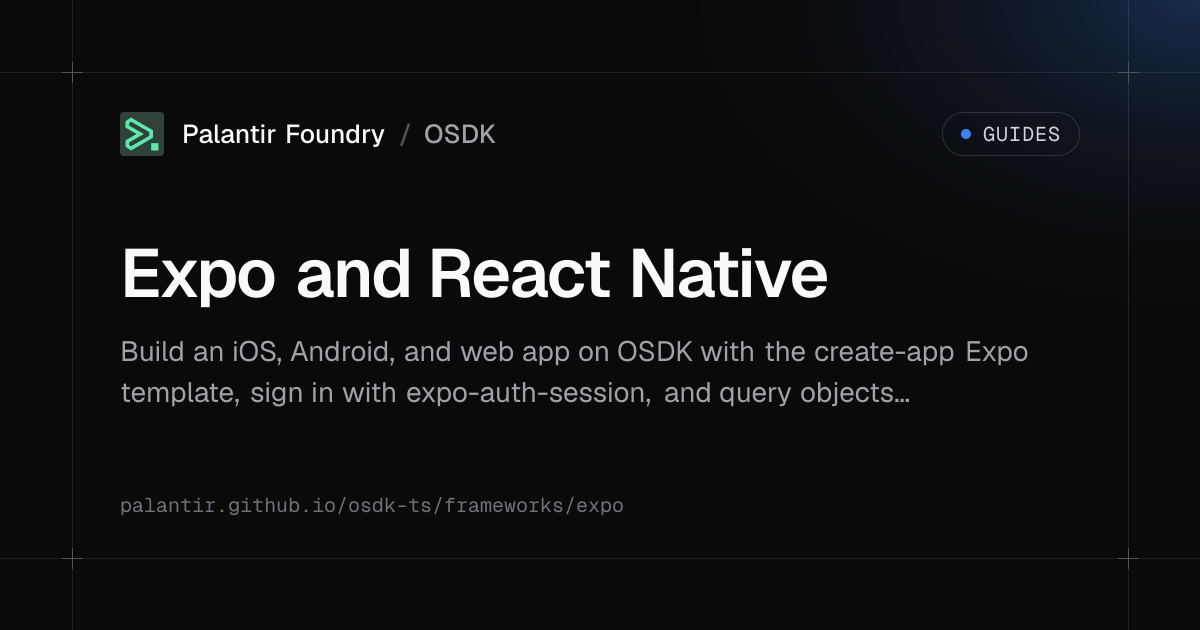 Palantir Foundry / OSDK
GUIDES
Expo and React Native
Build an iOS, Android, and web app on OSDK with the create-app Expo
template, sign in with expo-auth-session, and query objects...
palantir.github.io/osdk-ts/frameworks/expo